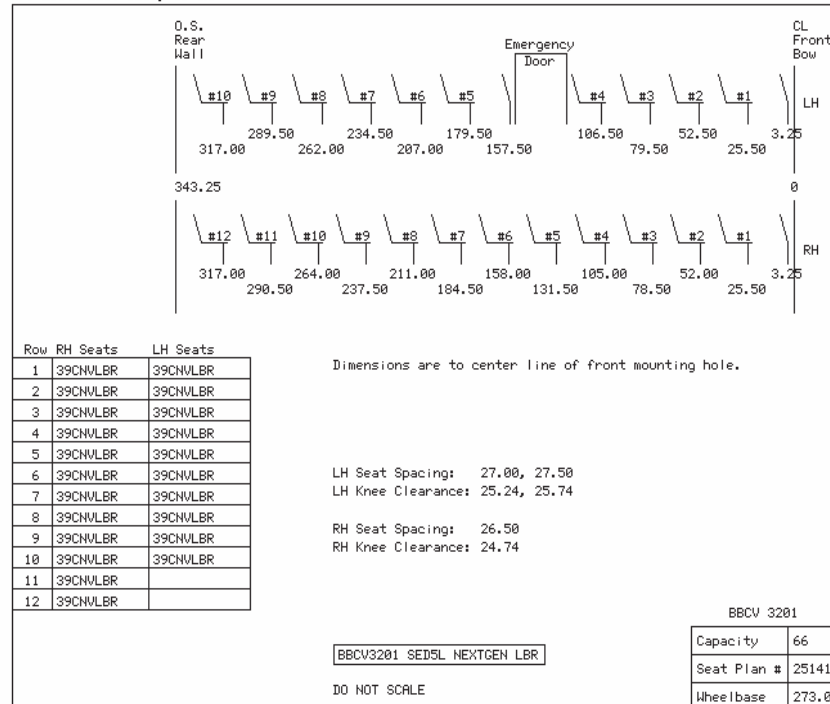 O.S.
Rear
Wall
CL
Front
Bow
Emergency
Door
#10 #9 #8 #7 #6 #5 #4 #3 #2 #1 LH
289.50 234.50 179.50 106.50 52.50 3.25
317.00 262.00 207.00 157.50 79.50 25.50
343.25 0
#12 #11 #10 #9 #8 #7 #6 #5 #4 #3 #2 #1 RH
317.00 264.00 211.00 158.00 105.00 52.00 3.25
290.50 237.50 184.50 131.50 78.50 25.50
Row RH Seats LH Seats
1 39CNVLBR 39CNVLBR
2 39CNVLBR 39CNVLBR
3 39CNVLBR 39CNVLBR
4 39CNVLBR 39CNVLBR
5 39CNVLBR 39CNVLBR
6 39CNVLBR 39CNVLBR
7 39CNVLBR 39CNVLBR
8 39CNVLBR 39CNVLBR
9 39CNVLBR 39CNVLBR
10 39CNVLBR 39CNVLBR
11 39CNVLBR
12 39CNVLBR
Dimensions are to center line of front mounting hole.
LH Seat Spacing: 27.00, 27.50
LH Knee Clearance: 25.24, 25.74
RH Seat Spacing: 26.50
RH Knee Clearance: 24.74
BBCV3201 SED5L NEXTGEN LBR
DO NOT SCALE
BBCV 3201
Capacity 66
Seat Plan # 25141
Wheelbase 273.0